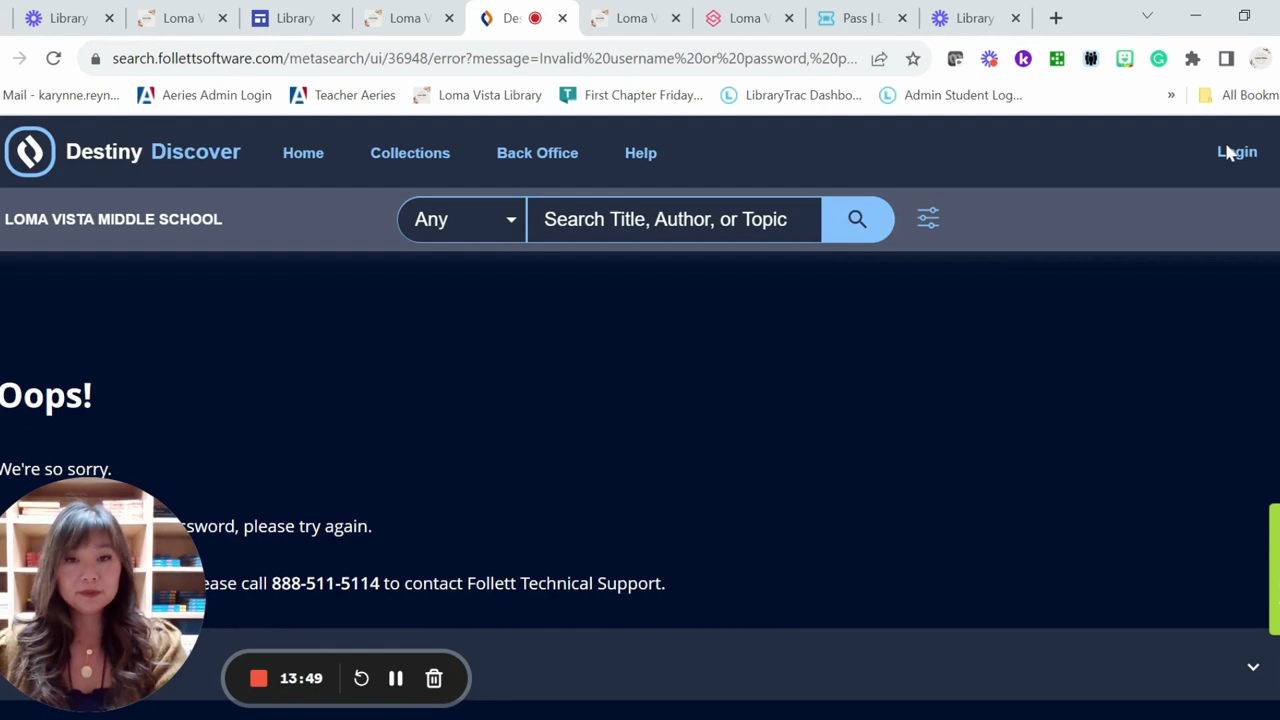 Library
Loma V
Library
Loma V
Des
Loma V
Loma V
Pass | L
Library
search.follettsoftware.com/metasearch/ui/36948/error?message=Invalid%20username%20or%20password,%20p...
Mail - karynne.reyn...
Aeries Admin Login
Teacher Aeries
Loma Vista Library
First Chapter Friday...
LibraryTrac Dashbo...
Admin Student Log...
»
All Bookm
Destiny Discover
Home
Collections
Back Office
Help
Login
LOMA VISTA MIDDLE SCHOOL
Any
Search Title, Author, or Topic
Oops!
We're so sorry.
ssword, please try again.
ease call 888-511-5114 to contact Follett Technical Support.
13:49